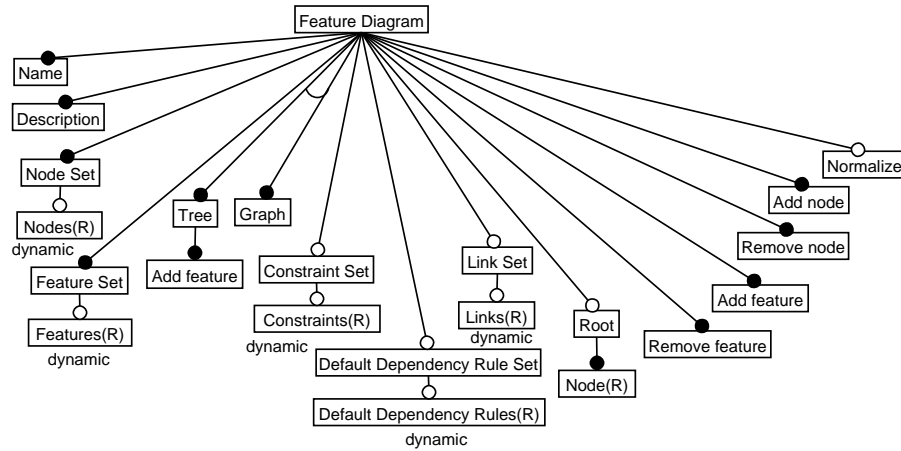 Feature Diagram
Name
Description
Normalize
Node Set
Add node
Tree
Graph
Nodes(R)
dynamic
Remove node
Feature Set
Add feature
Constraint Set
Link Set
Add feature
Features(R)
dynamic
Constraints(R)
dynamic
Links(R)
dynamic
Root
Remove feature
Default Dependency Rule Set
Node(R)
Default Dependency Rules(R)
dynamic